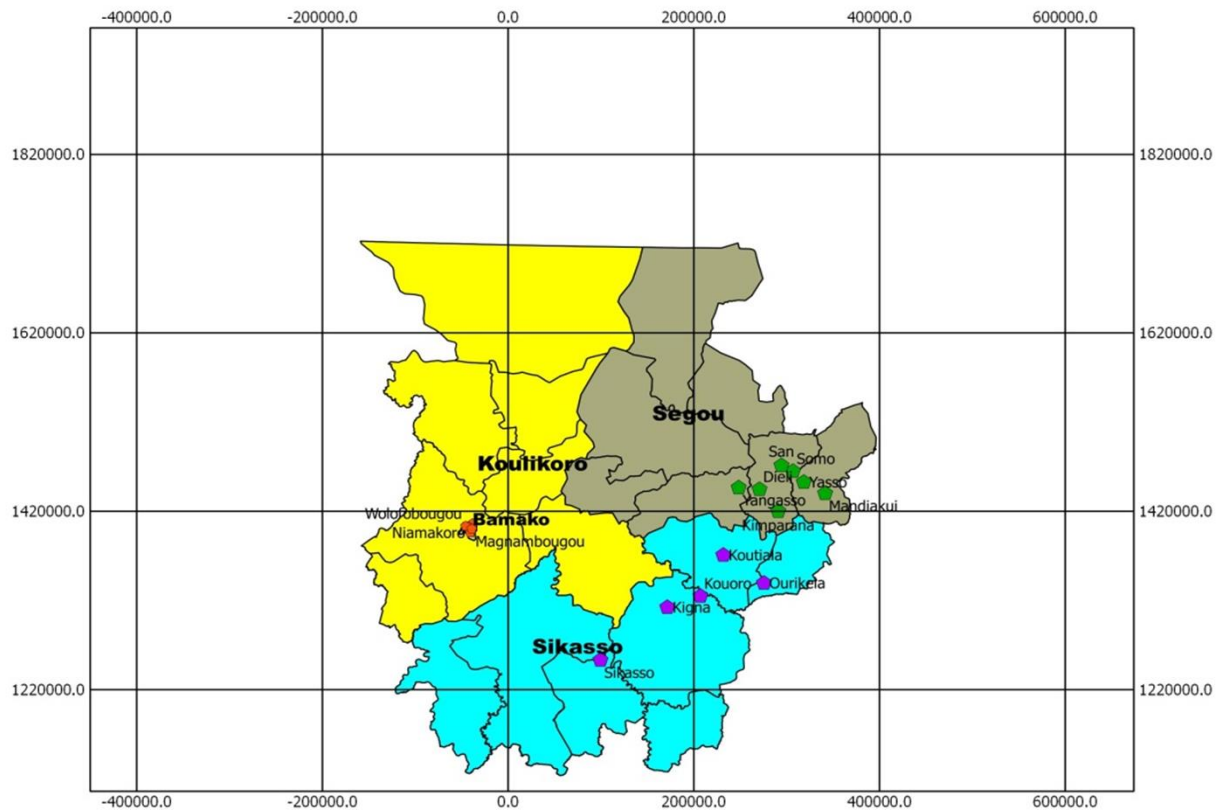 -400000.0 -200000.0 0.0 200000.0 400000.0 600000.0
1820000.0 1820000.0
1620000.0 1620000.0
Segou
San
Somo
Koulikoro
Dieli
Yasso
Yangasso
Mandiakui
1420000.0 1420000.0
Wolofobougou
Bamako
Kimparana
Niamakoro
Magnambougou
Koutiala
Kouoro
Ourikela
Kigna
Sikasso
Sikasso
1220000.0 1220000.0
-400000.0 -200000.0 0.0 200000.0 400000.0 600000.0